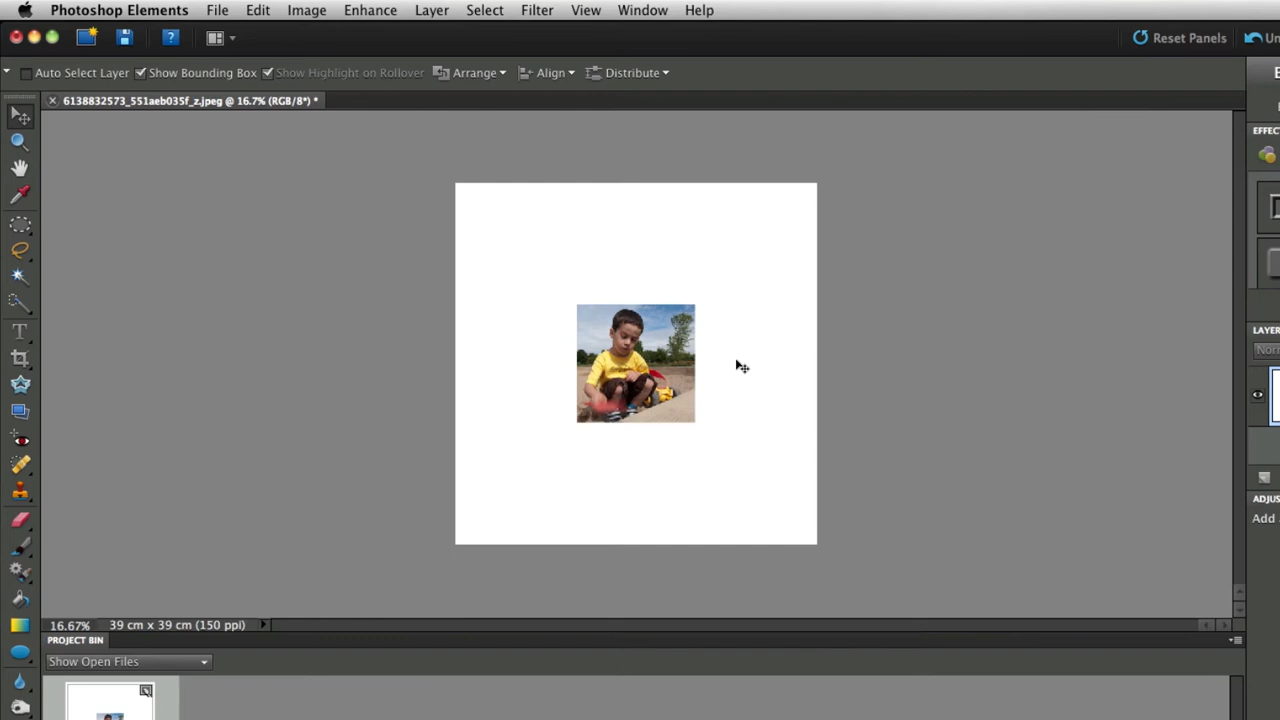 Photoshop Elements File Edit Image Enhance Layer Select Filter View Window Help
Reset Panels
Auto Select Layer Show Bounding Box Show Highlight on Rollover Arrange Align Distribute
6138832573_551aeb035f_z.jpeg @ 16.7% (RGB/8*) *
EFFEC
LAYER
Nor
ADJUS
Add
T
16.67% 39 cm x 39 cm (150 ppi)
PROJECT BIN
Show Open Files